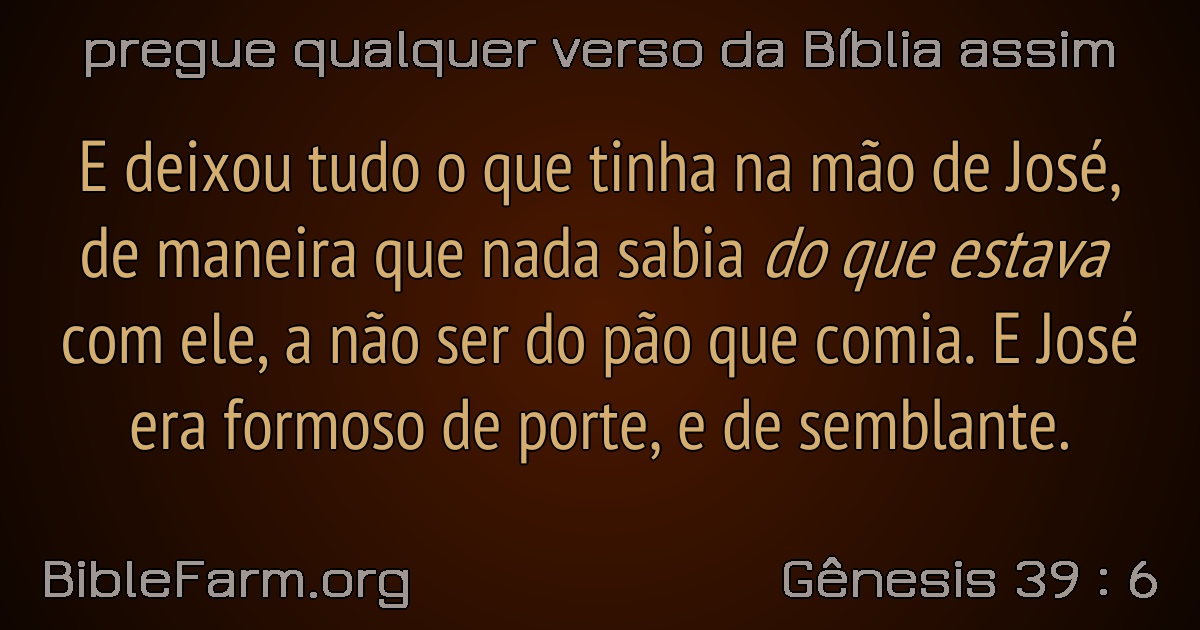 pregue qualquer verso da Bíblia assim
E deixou tudo o que tinha na mão de José,
de maneira que nada sabia do que estava
com ele, a não ser do pão que comia. E José
era formoso de porte, e de semblante.
BibleFarm.org
Gênesis 39 : 6